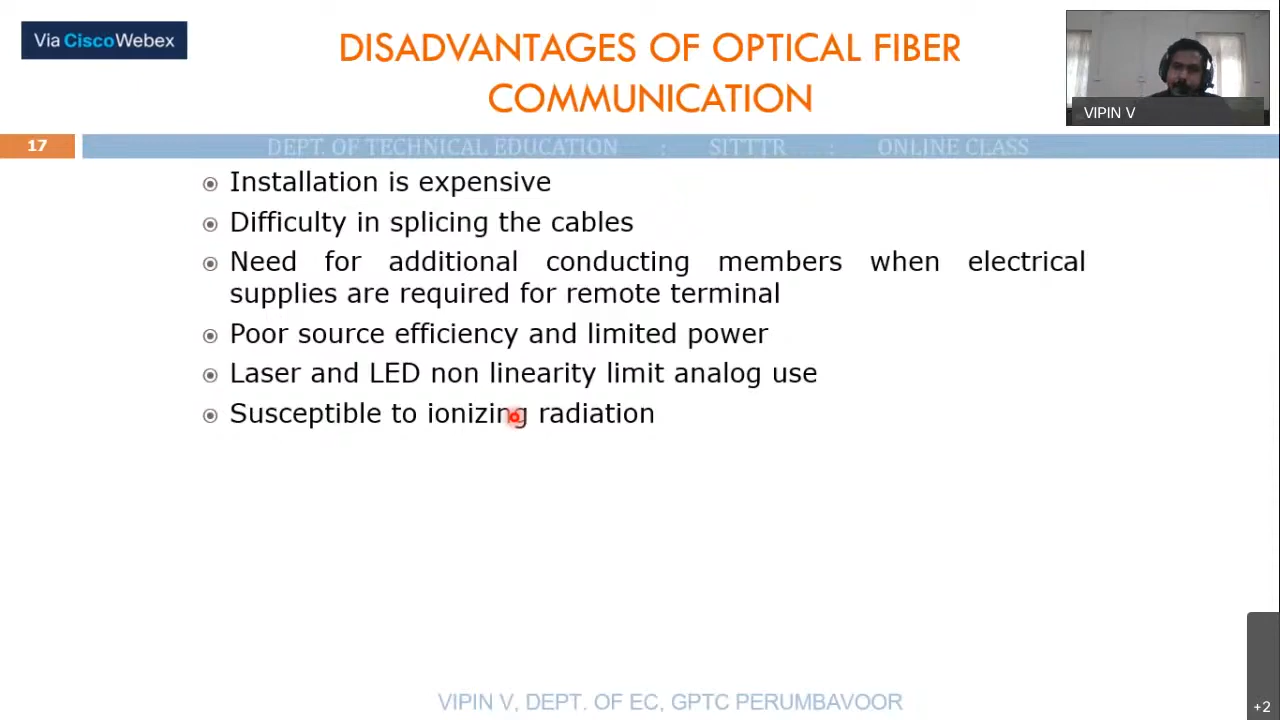 Via Cisco Webex
DISADVANTAGES OF OPTICAL FIBER
COMMUNICATION
VIPIN V
17
DEPT. OF TECHNICAL EDUCATION : SITTTR : ONLINE CLASS
Installation is expensive
Difficulty in splicing the cables
Need for additional conducting members when electrical
supplies are required for remote terminal
Poor source efficiency and limited power
Laser and LED non linearity limit analog use
Susceptible to ionizing radiation
VIPIN V, DEPT. OF EC, GPTC PERUMBAVOOR
+2